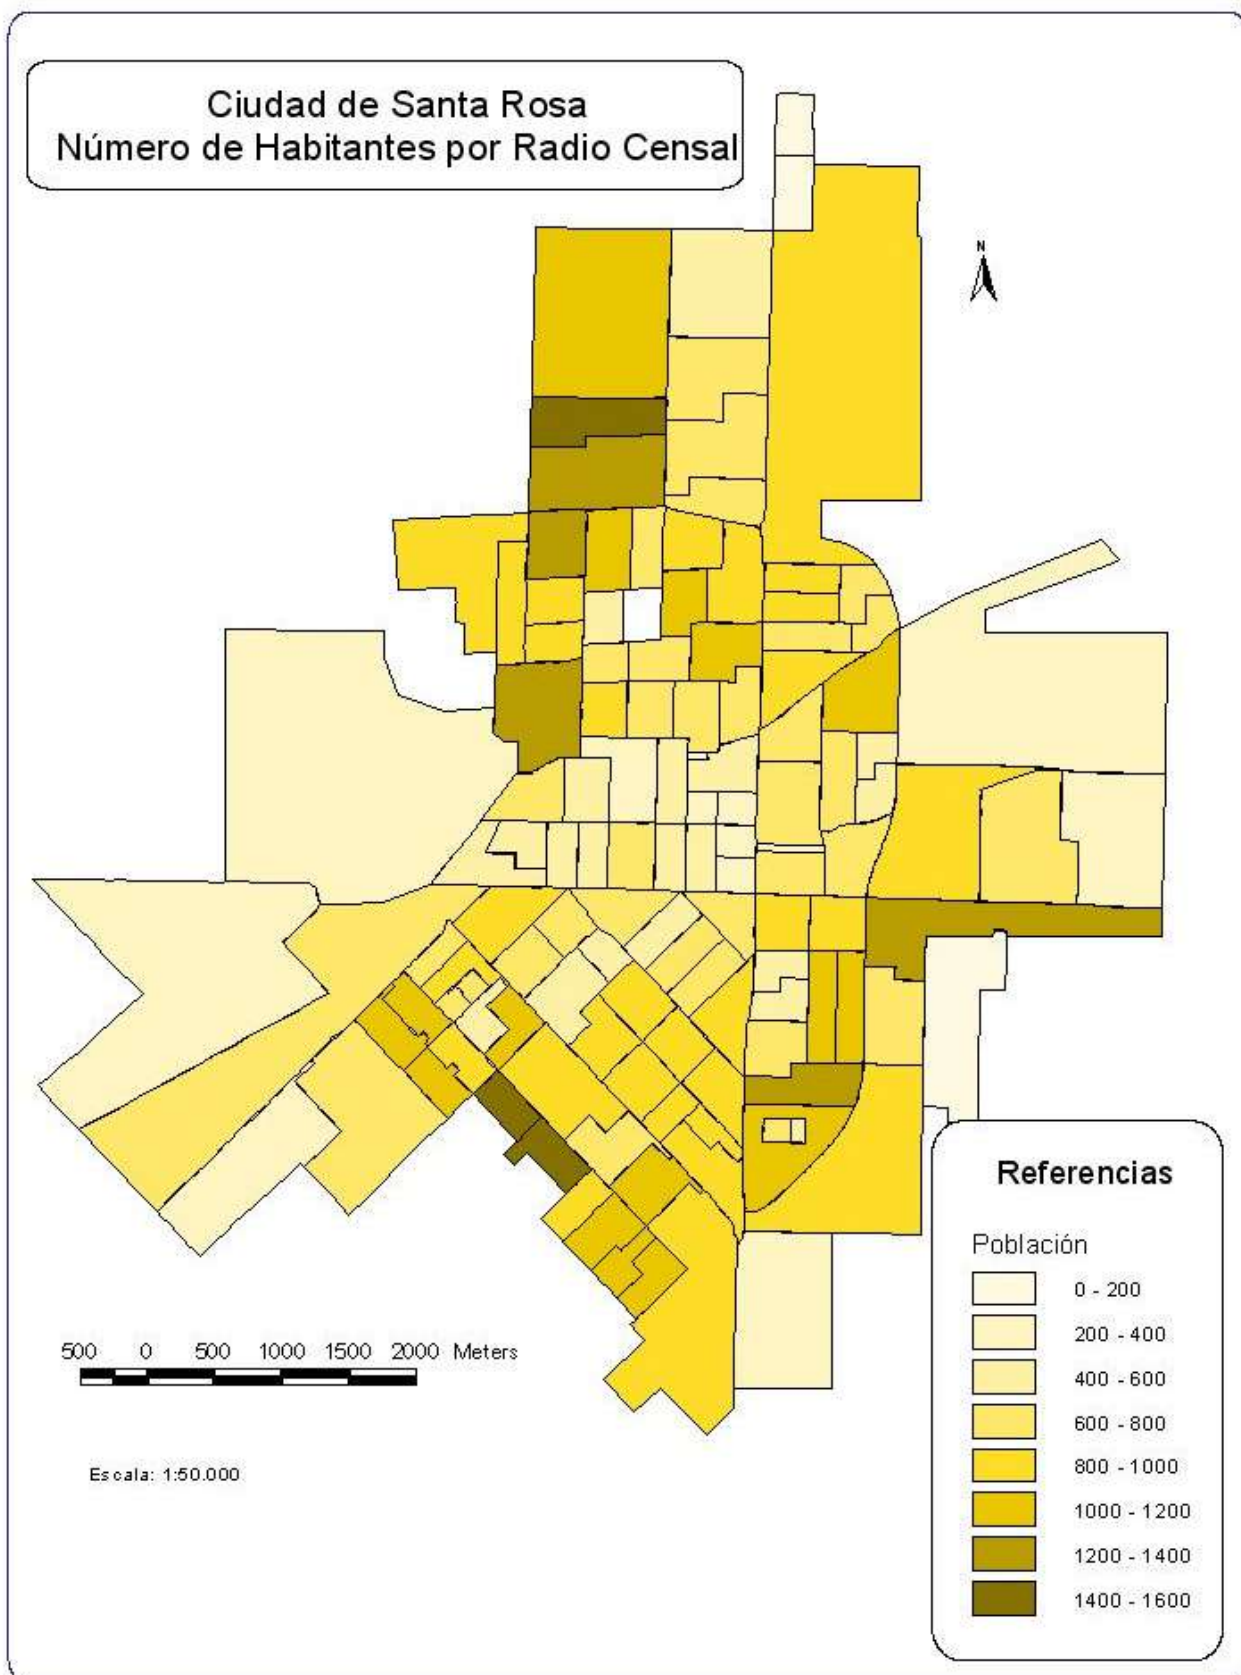 Ciudad de Santa Rosa
Número de Habitantes por Radio Censal
N
500 0 500 1000 1500 2000 Meters
Escala: 1:50.000
Referencias
Población
0 - 200
200 - 400
400 - 600
600 - 800
800 - 1000
1000 - 1200
1200 - 1400
1400 - 1600